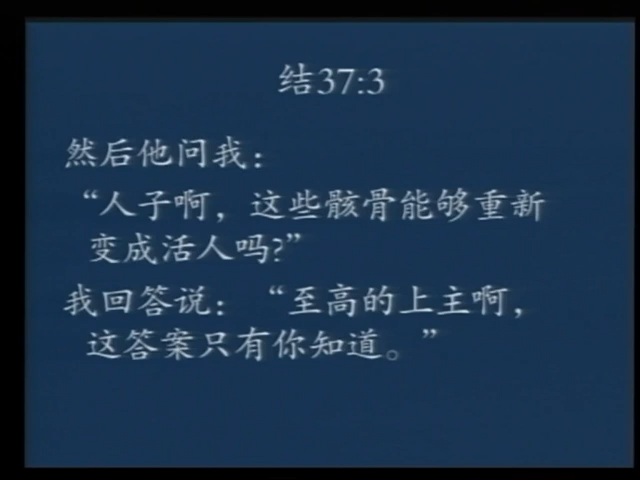 结37:3
然后他问我：
“人子啊，这些骸骨能够重新
变成活人吗?”
我回答说：“至高的上主啊，
这答案只有你知道。”